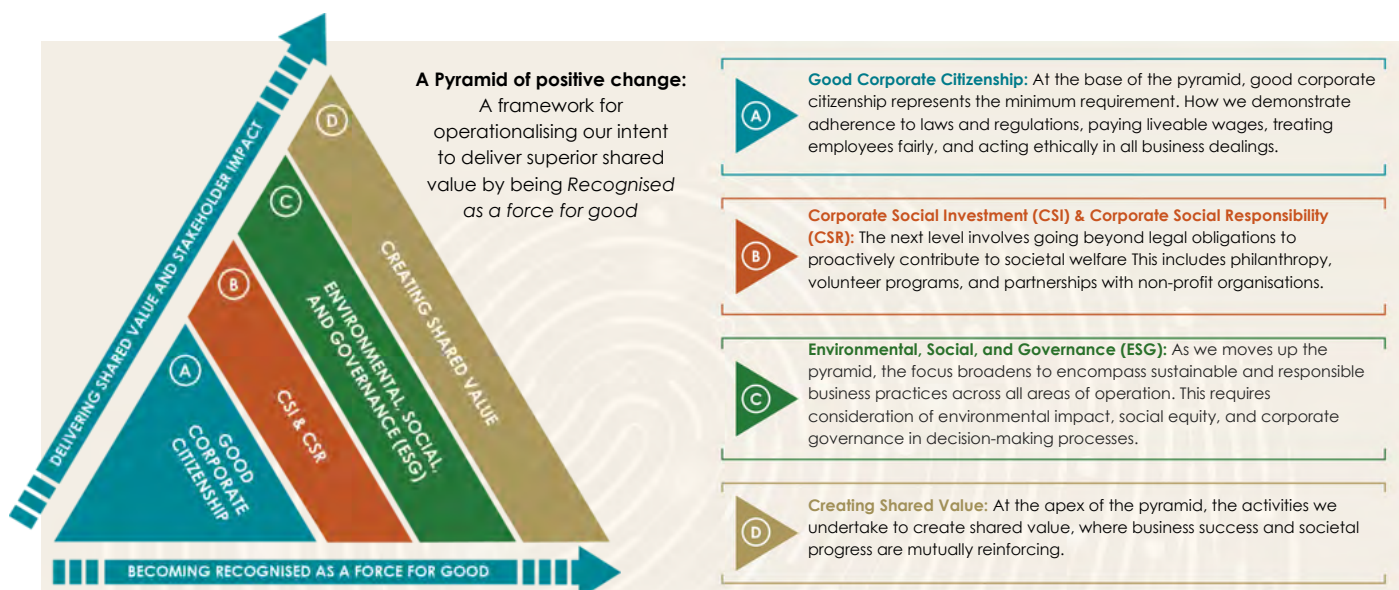 DELIVERING SHARED VALUE AND STAKEHOLDER IMPACT
A Pyramid of positive change:
A framework for
operationalising our intent
to deliver superior shared
value by being Recognised
as a force for good
D
CREATING SHARED VALUE
C
ENVIRONMENTAL, SOCIAL,
AND GOVERNANCE (ESG)
B
CSI & CSR
A
GOOD
CORPORATE
CITIZENSHIP
BECOMING RECOGNISED AS A FORCE FOR GOOD
A
Good Corporate Citizenship: At the base of the pyramid, good corporate
citizenship represents the minimum requirement. How we demonstrate
adherence to laws and regulations, paying liveable wages, treating
employees fairly, and acting ethically in all business dealings.
B
Corporate Social Investment (CSI) & Corporate Social Responsibility
(CSR): The next level involves going beyond legal obligations to
proactively contribute to societal welfare This includes philanthropy,
volunteer programs, and partnerships with non-profit organisations.
C
Environmental, Social, and Governance (ESG): As we moves up the
pyramid, the focus broadens to encompass sustainable and responsible
business practices across all areas of operation. This requires
consideration of environmental impact, social equity, and corporate
governance in decision-making processes.
D
Creating Shared Value: At the apex of the pyramid, the activities we
undertake to create shared value, where business success and societal
progress are mutually reinforcing.